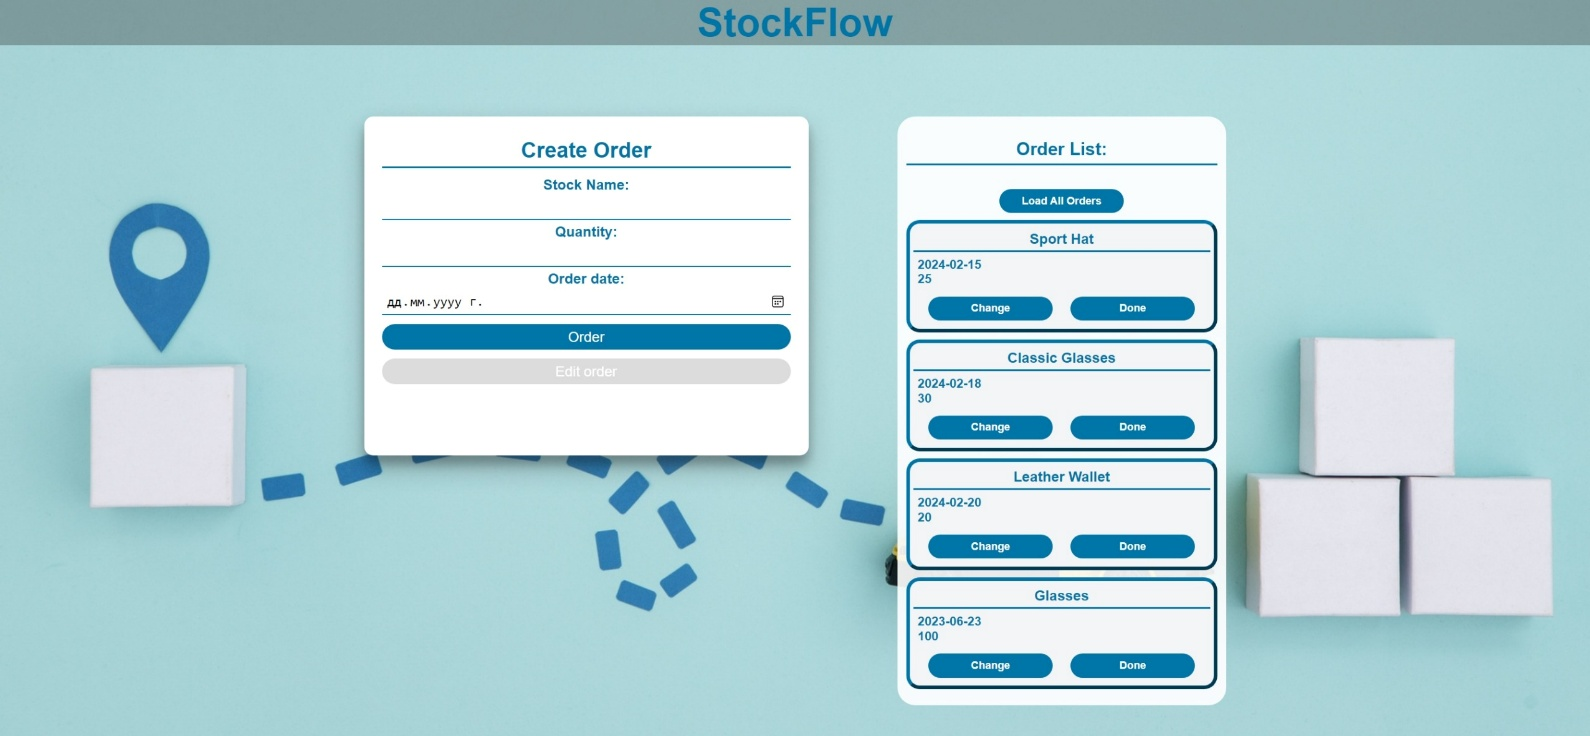 StockFlow
Create Order
Stock Name:
Quantity:
Order date:
дд.мм.уууу г.
Order
Edit order
Order List:
Load All Orders
Sport Hat
2024-02-15
25
Change Done
Classic Glasses
2024-02-18
30
Change Done
Leather Wallet
2024-02-20
20
Change Done
Glasses
2023-06-23
100
Change Done